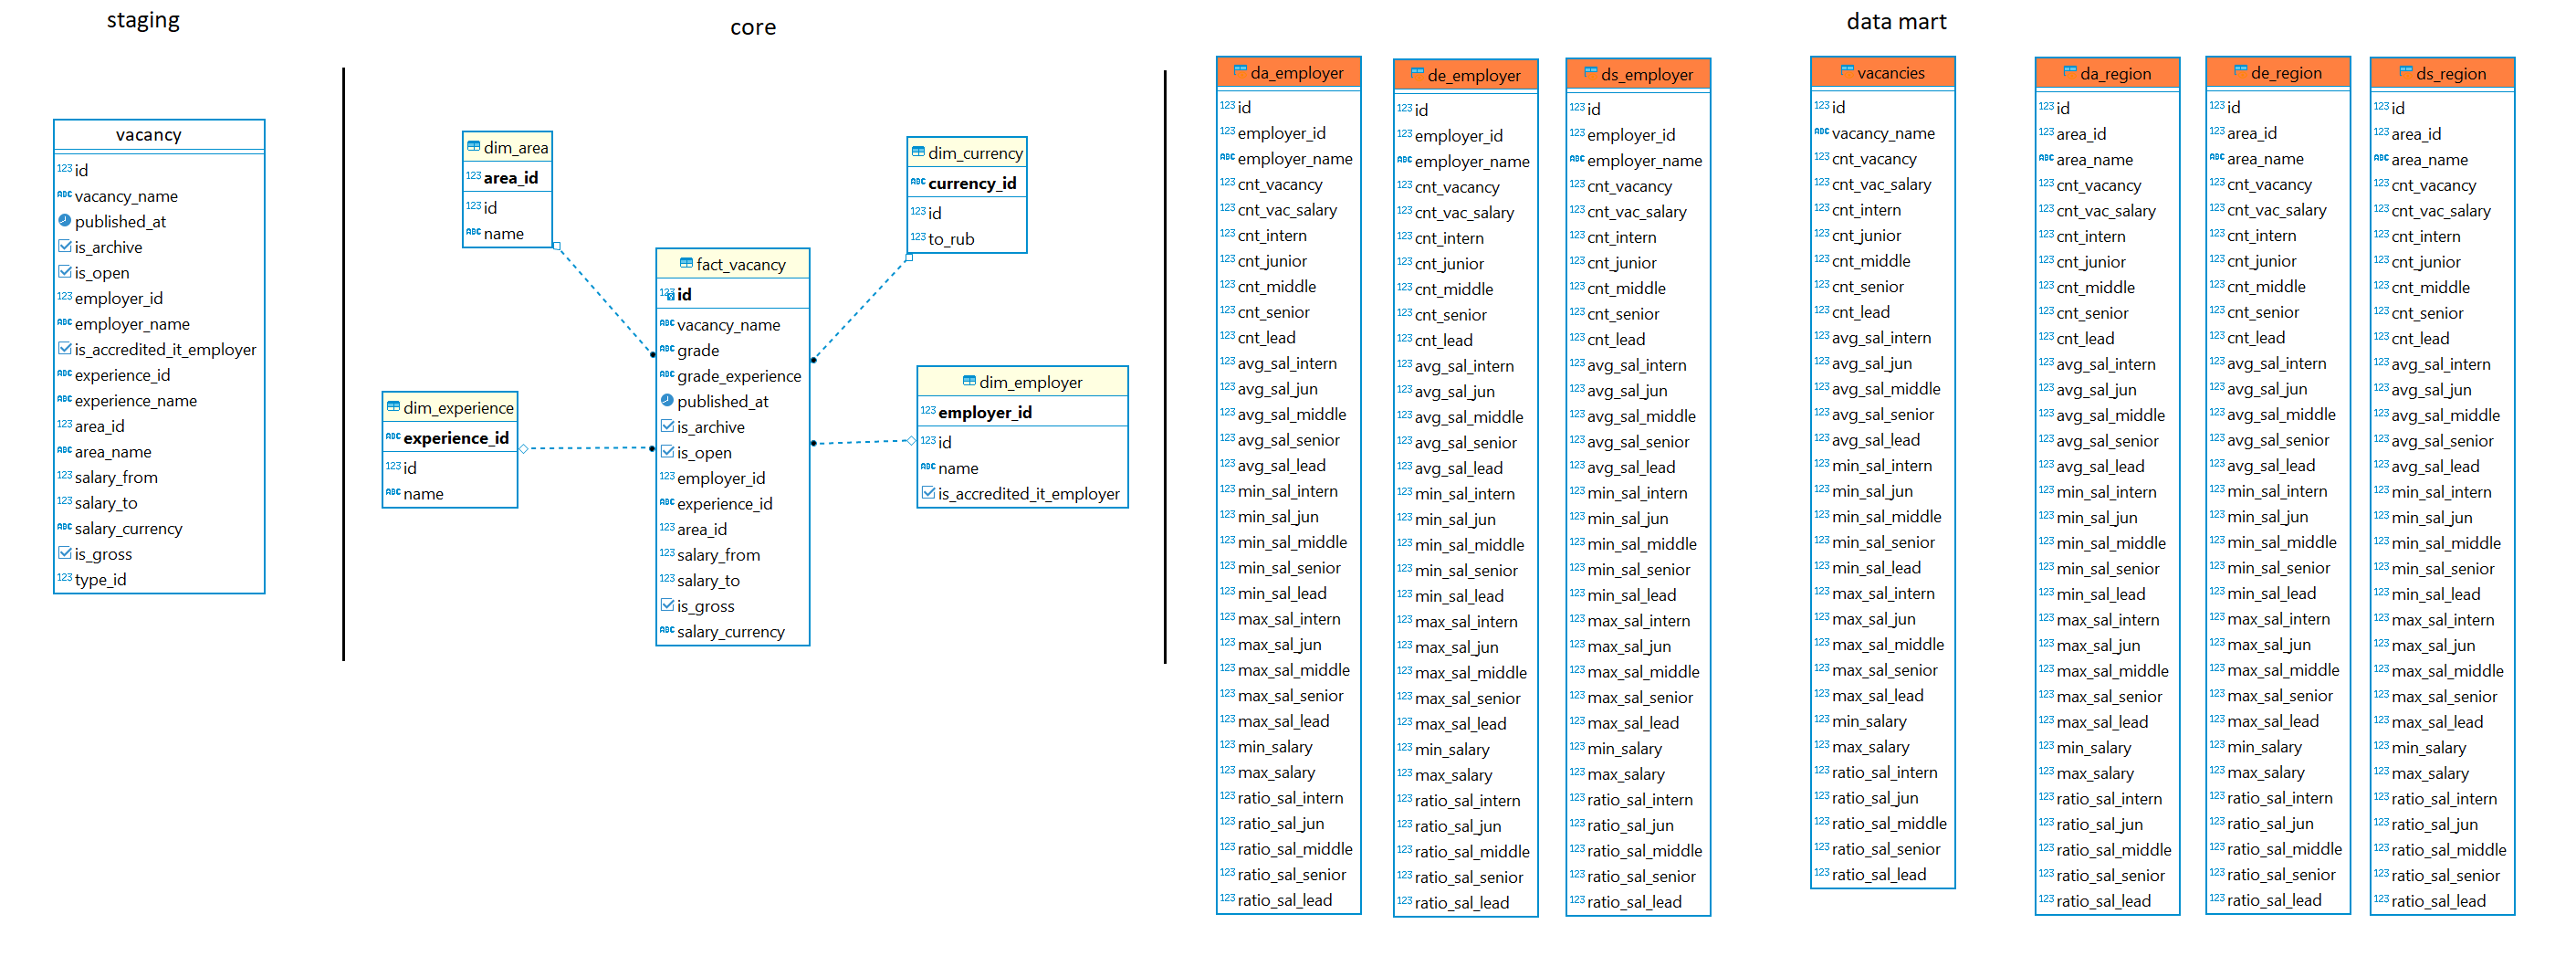 staging
core
data mart
vacancy
id
vacancy_name
published_at
is_archive
is_open
employer_id
employer_name
is_accredited_it_employer
experience_id
experience_name
area_id
area_name
salary_from
salary_to
salary_currency
is_gross
type_id
dim_area
area_id
id
name
dim_currency
currency_id
id
to_rub
fact_vacancy
id
vacancy_name
grade
grade_experience
published_at
is_archive
is_open
employer_id
experience_id
area_id
salary_from
salary_to
is_gross
salary_currency
dim_experience
experience_id
id
name
dim_employer
employer_id
id
name
is_accredited_it_employer
da_employer
id
employer_id
employer_name
cnt_vacancy
cnt_vac_salary
cnt_intern
cnt_junior
cnt_middle
cnt_senior
cnt_lead
avg_sal_intern
avg_sal_jun
avg_sal_middle
avg_sal_senior
avg_sal_lead
min_sal_intern
min_sal_jun
min_sal_middle
min_sal_senior
min_sal_lead
max_sal_intern
max_sal_jun
max_sal_middle
max_sal_senior
max_sal_lead
min_salary
max_salary
ratio_sal_intern
ratio_sal_jun
ratio_sal_middle
ratio_sal_senior
ratio_sal_lead
de_employer
id
employer_id
employer_name
cnt_vacancy
cnt_vac_salary
cnt_intern
cnt_junior
cnt_middle
cnt_senior
cnt_lead
avg_sal_intern
avg_sal_jun
avg_sal_middle
avg_sal_senior
avg_sal_lead
min_sal_intern
min_sal_jun
min_sal_middle
min_sal_senior
min_sal_lead
max_sal_intern
max_sal_jun
max_sal_middle
max_sal_senior
max_sal_lead
min_salary
max_salary
ratio_sal_intern
ratio_sal_jun
ratio_sal_middle
ratio_sal_senior
ratio_sal_lead
ds_employer
id
employer_id
employer_name
cnt_vacancy
cnt_vac_salary
cnt_intern
cnt_junior
cnt_middle
cnt_senior
cnt_lead
avg_sal_intern
avg_sal_jun
avg_sal_middle
avg_sal_senior
avg_sal_lead
min_sal_intern
min_sal_jun
min_sal_middle
min_sal_senior
min_sal_lead
max_sal_intern
max_sal_jun
max_sal_middle
max_sal_senior
max_sal_lead
min_salary
max_salary
ratio_sal_intern
ratio_sal_jun
ratio_sal_middle
ratio_sal_senior
ratio_sal_lead
vacancies
id
vacancy_name
cnt_vacancy
cnt_vac_salary
cnt_intern
cnt_junior
cnt_middle
cnt_senior
cnt_lead
avg_sal_intern
avg_sal_jun
avg_sal_middle
avg_sal_senior
avg_sal_lead
min_sal_intern
min_sal_jun
min_sal_middle
min_sal_senior
min_sal_lead
max_sal_intern
max_sal_jun
max_sal_middle
max_sal_senior
max_sal_lead
min_salary
max_salary
ratio_sal_intern
ratio_sal_jun
ratio_sal_middle
ratio_sal_senior
ratio_sal_lead
da_region
id
area_id
area_name
cnt_vacancy
cnt_vac_salary
cnt_intern
cnt_junior
cnt_middle
cnt_senior
cnt_lead
avg_sal_intern
avg_sal_jun
avg_sal_middle
avg_sal_senior
avg_sal_lead
min_sal_intern
min_sal_jun
min_sal_middle
min_sal_senior
min_sal_lead
max_sal_intern
max_sal_jun
max_sal_middle
max_sal_senior
max_sal_lead
min_salary
max_salary
ratio_sal_intern
ratio_sal_jun
ratio_sal_middle
ratio_sal_senior
ratio_sal_lead
de_region
id
area_id
area_name
cnt_vacancy
cnt_vac_salary
cnt_intern
cnt_junior
cnt_middle
cnt_senior
cnt_lead
avg_sal_intern
avg_sal_jun
avg_sal_middle
avg_sal_senior
avg_sal_lead
min_sal_intern
min_sal_jun
min_sal_middle
min_sal_senior
min_sal_lead
max_sal_intern
max_sal_jun
max_sal_middle
max_sal_senior
max_sal_lead
min_salary
max_salary
ratio_sal_intern
ratio_sal_jun
ratio_sal_middle
ratio_sal_senior
ratio_sal_lead
ds_region
id
area_id
area_name
cnt_vacancy
cnt_vac_salary
cnt_intern
cnt_junior
cnt_middle
cnt_senior
cnt_lead
avg_sal_intern
avg_sal_jun
avg_sal_middle
avg_sal_senior
avg_sal_lead
min_sal_intern
min_sal_jun
min_sal_middle
min_sal_senior
min_sal_lead
max_sal_intern
max_sal_jun
max_sal_middle
max_sal_senior
max_sal_lead
min_salary
max_salary
ratio_sal_intern
ratio_sal_jun
ratio_sal_middle
ratio_sal_senior
ratio_sal_lead